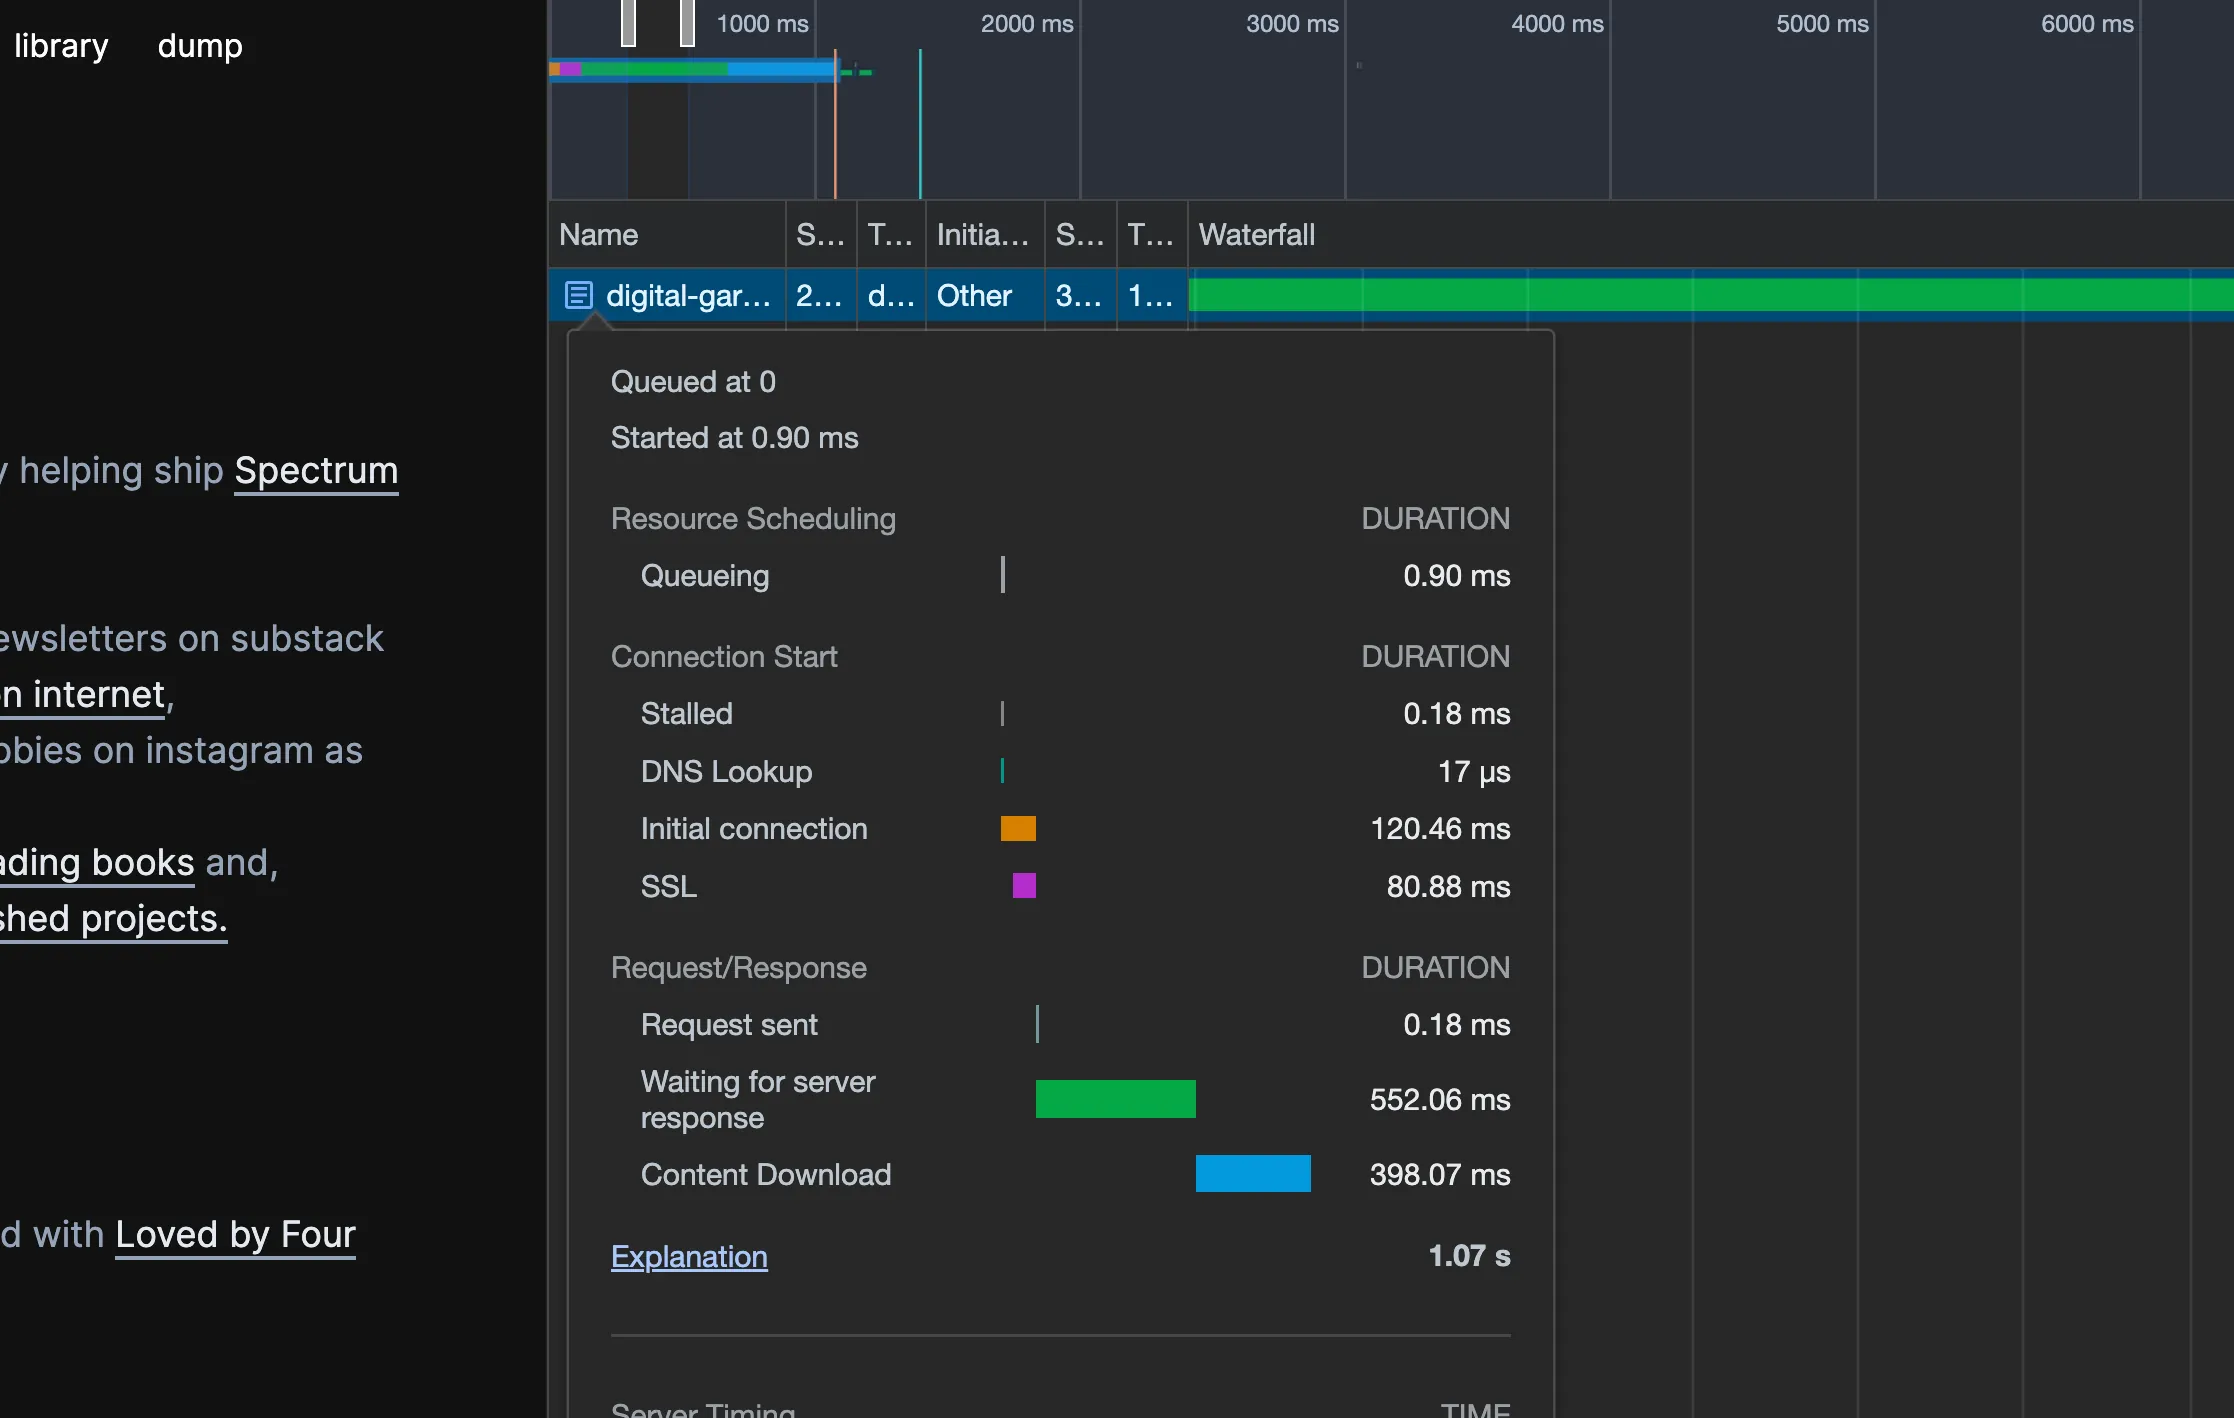 library dump
1000 ms 2000 ms 3000 ms 4000 ms 5000 ms 6000 ms
Name S... T... Initia... S... T... Waterfall
digital-gar... 2... d... Other 3... 1...
Queued at 0
Started at 0.90 ms
helping ship Spectrum
Resource Scheduling DURATION
Queueing 0.90 ms
ewsletters on substack
Connection Start DURATION
n internet,
Stalled 0.18 ms
bbies on instagram as
DNS Lookup 17 µs
Initial connection 120.46 ms
ading books and,
SSL 80.88 ms
shed projects.
Request/Response DURATION
Request sent 0.18 ms
Waiting for server
response 552.06 ms
Content Download 398.07 ms
d with Loved by Four
Explanation 1.07 s
Server Timing TIME